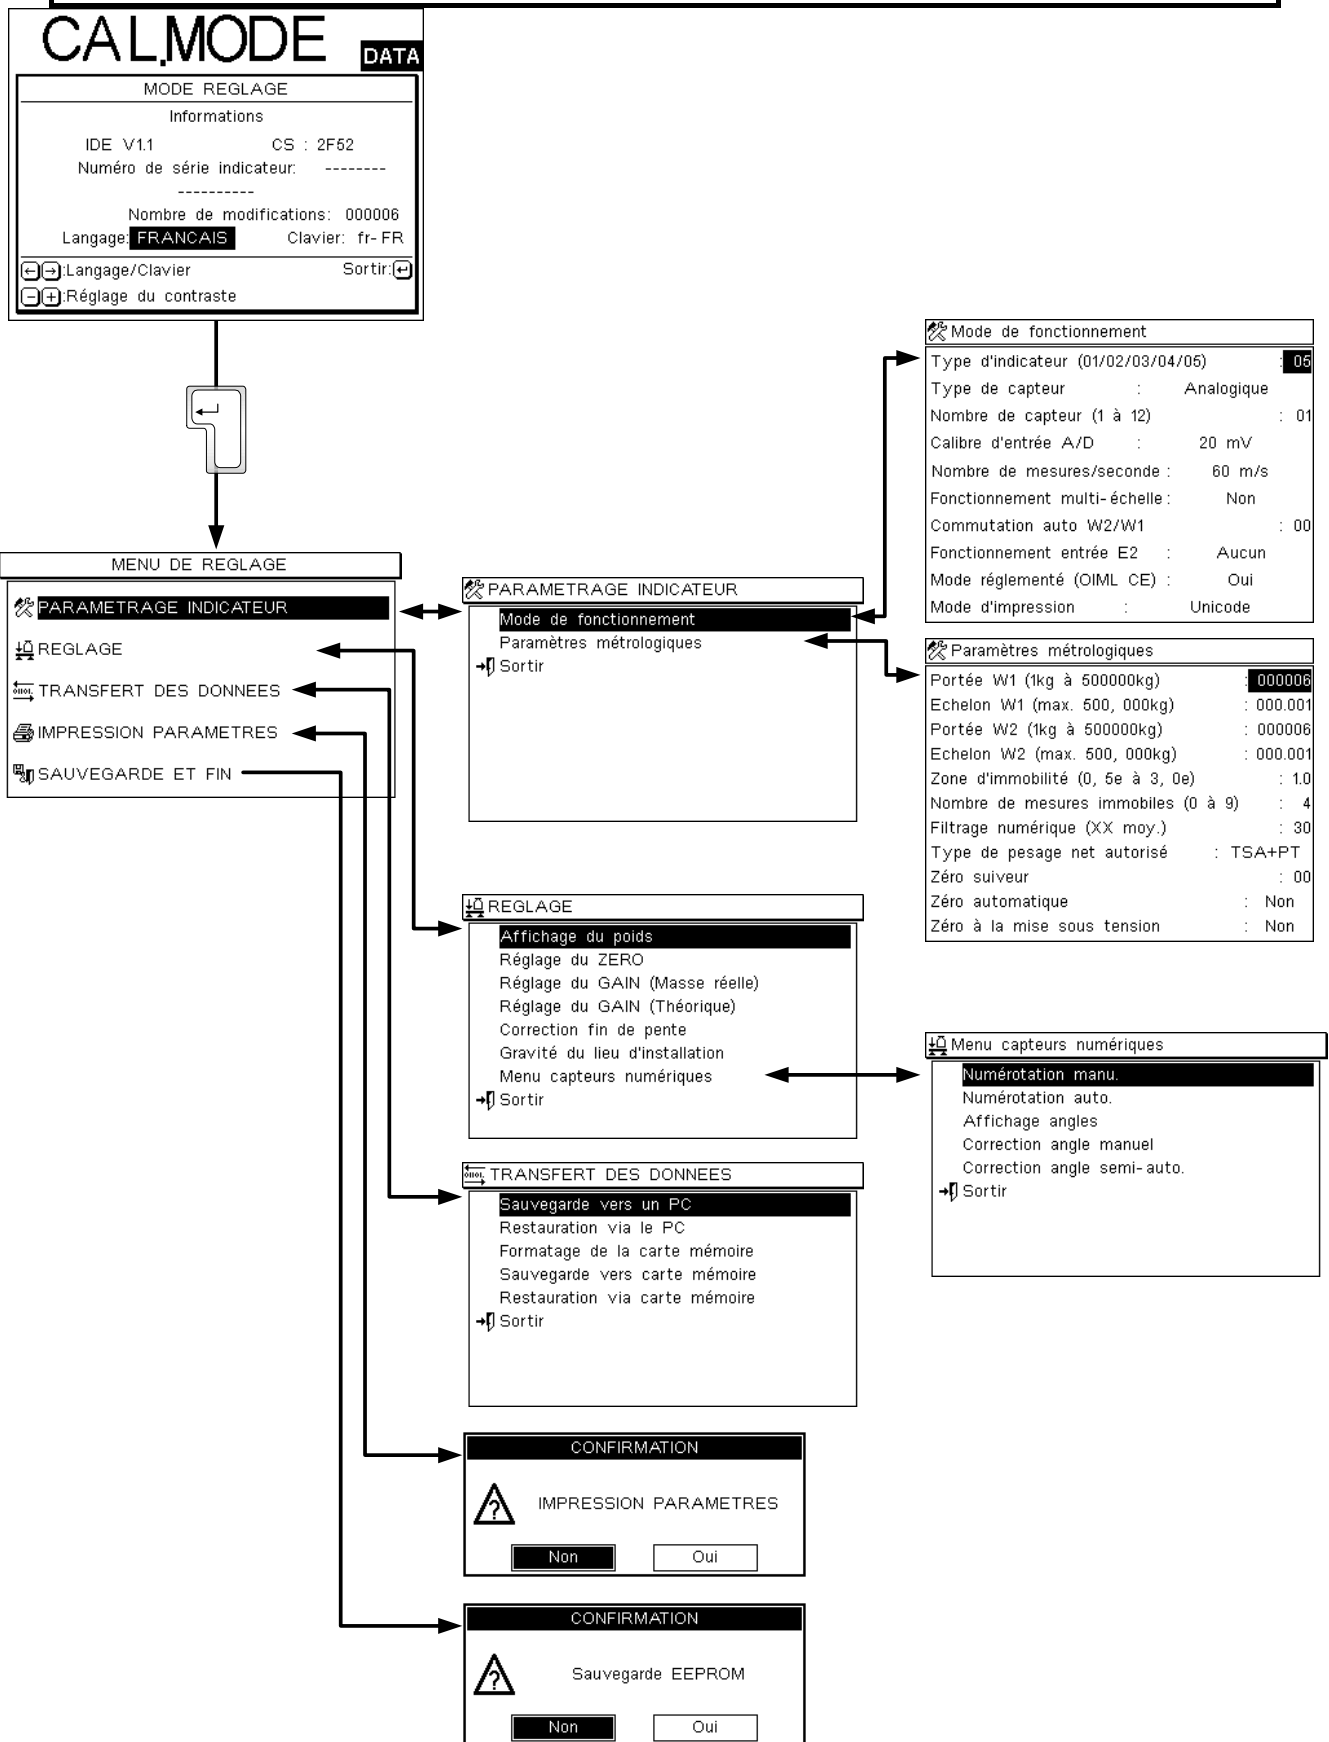 CAL.MODE
DATA
MODE REGLAGE
Informations
IDE V1.1 CS : 2F52
Numéro de série indicateur: --------
----------
Nombre de modifications: 000006
Langage: FRANCAIS Clavier: fr-FR
←→:Langage/Clavier Sortir:↵
-+:Réglage du contraste
MENU DE REGLAGE
PARAMETRAGE INDICATEUR
REGLAGE
TRANSFERT DES DONNEES
IMPRESSION PARAMETRES
SAUVEGARDE ET FIN
PARAMETRAGE INDICATEUR
Mode de fonctionnement
Paramètres métrologiques
Sortir
Mode de fonctionnement
Type d'indicateur (01/02/03/04/05) : 05
Type de capteur : Analogique
Nombre de capteur (1 à 12) : 01
Calibre d'entrée A/D : 20 mV
Nombre de mesures/seconde : 60 m/s
Fonctionnement multi-échelle : Non
Commutation auto W2/W1 : 00
Fonctionnement entrée E2 : Aucun
Mode réglementé (OIML CE) : Oui
Mode d'impression : Unicode
Paramètres métrologiques
Portée W1 (1kg à 500000kg) : 000006
Echelon W1 (max. 500, 000kg) : 000.001
Portée W2 (1kg à 500000kg) : 000006
Echelon W2 (max. 500, 000kg) : 000.001
Zone d'immobilité (0, 5e à 3, 0e) : 1.0
Nombre de mesures immobiles (0 à 9) : 4
Filtrage numérique (XX moy.) : 30
Type de pesage net autorisé : TSA+PT
Zéro suiveur : 00
Zéro automatique : Non
Zéro à la mise sous tension : Non
REGLAGE
Affichage du poids
Réglage du ZERO
Réglage du GAIN (Masse réelle)
Réglage du GAIN (Théorique)
Correction fin de pente
Gravité du lieu d'installation
Menu capteurs numériques
Sortir
Menu capteurs numériques
Numérotation manu.
Numérotation auto.
Affichage angles
Correction angle manuel
Correction angle semi-auto.
Sortir
TRANSFERT DES DONNEES
Sauvegarde vers un PC
Restauration via le PC
Formatage de la carte mémoire
Sauvegarde vers carte mémoire
Restauration via carte mémoire
Sortir
CONFIRMATION
IMPRESSION PARAMETRES
Non Oui
CONFIRMATION
Sauvegarde EEPROM
Non Oui